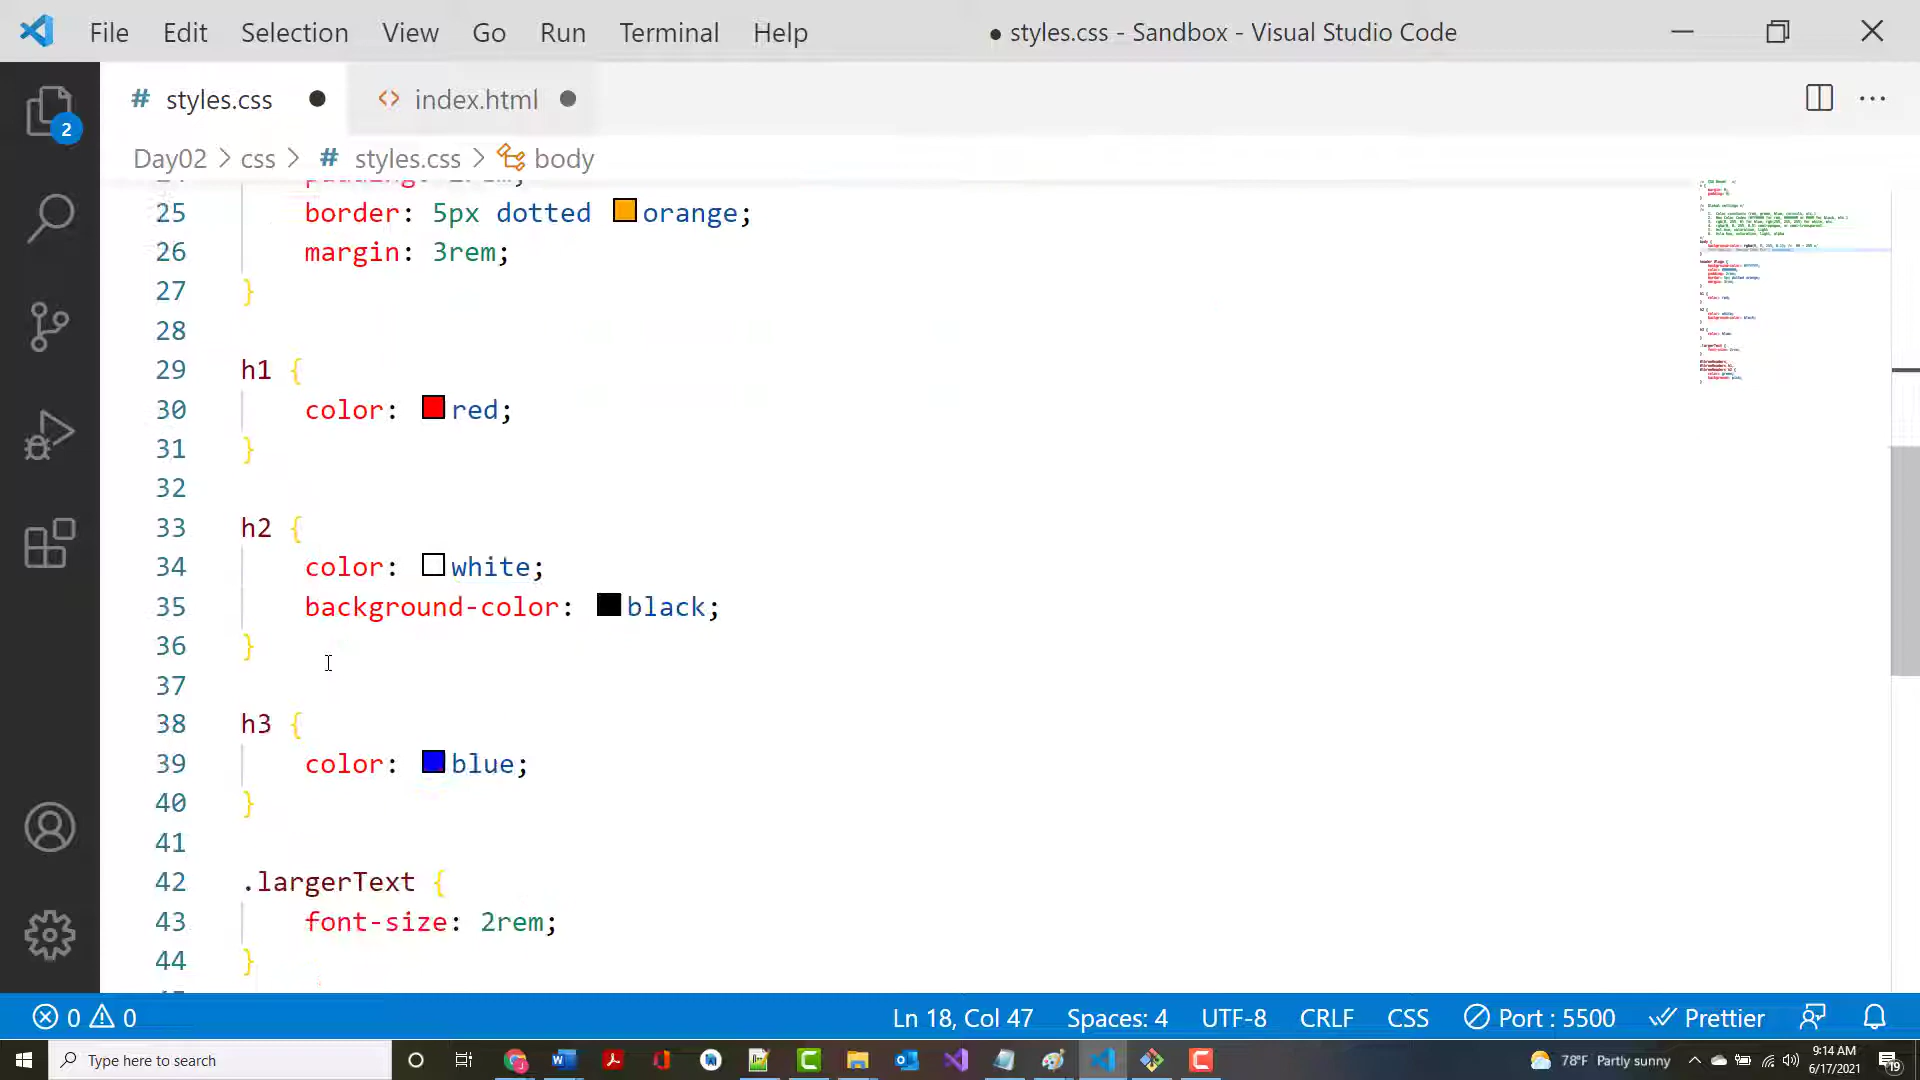 File Edit Selection View Go Run Terminal Help ● styles.css - Sandbox - Visual Studio Code
# styles.css ● <> index.html ●
Day02 > css > # styles.css > body
2
25 border: 5px dotted orange;
26 margin: 3rem;
27 }
28
29 h1 {
30 color: red;
31 }
32
33 h2 {
34 color: white;
35 background-color: black;
36 }
37
38 h3 {
39 color: blue;
40 }
41
42 .largerText {
43 font-size: 2rem;
44 }
0 0 Ln 18, Col 47 Spaces: 4 UTF-8 CRLF CSS Port : 5500 Prettier
Type here to search 78°F Partly sunny 9:14 AM
6/17/2021 19